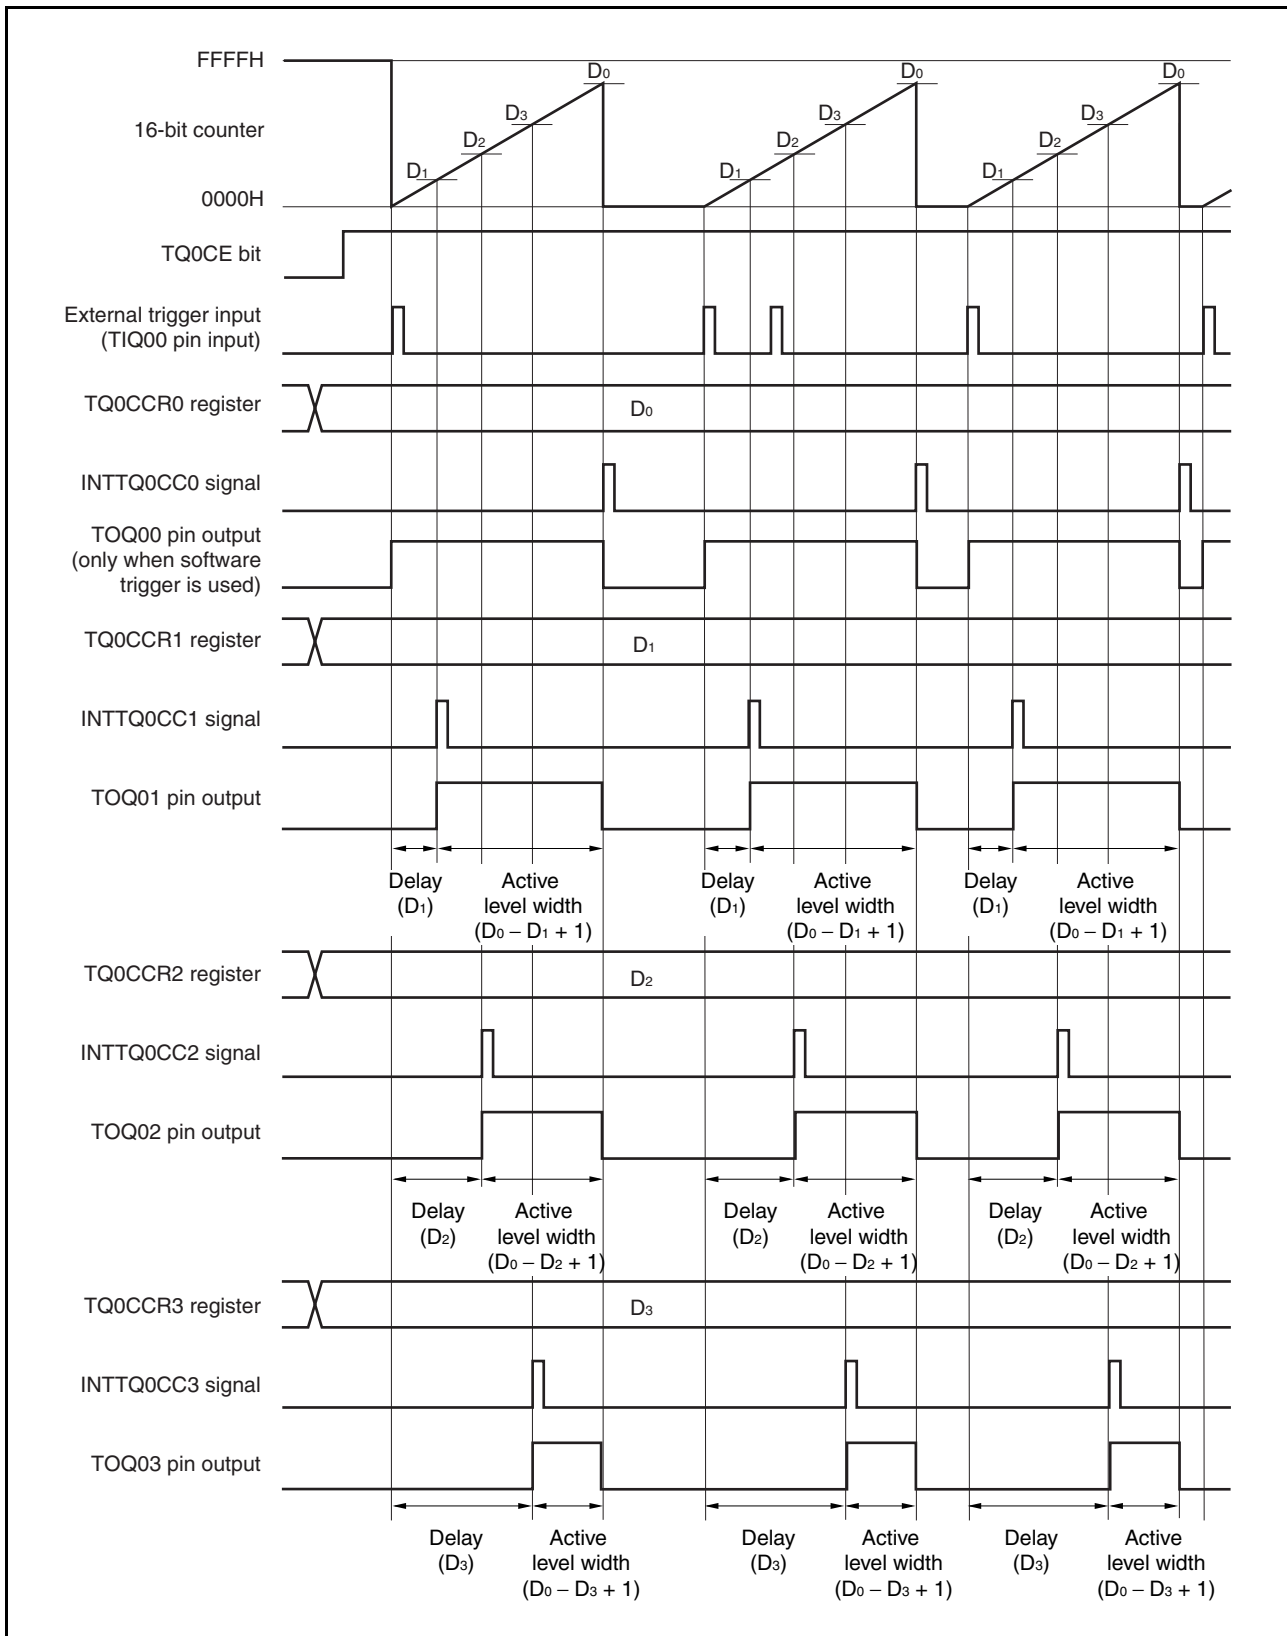 FFFFH
D0
D0
D0
D3
D3
D3
16-bit counter
D2
D2
D2
D1
D1
D1
0000H
TQ0CE bit
External trigger input
(TIQ00 pin input)
TQ0CCR0 register
D0
INTTQ0CC0 signal
TOQ00 pin output
(only when software
trigger is used)
TQ0CCR1 register
D1
INTTQ0CC1 signal
TOQ01 pin output
Delay
(D1)
Active
level width
(D0 – D1 + 1)
Delay
(D1)
Active
level width
(D0 – D1 + 1)
Delay
(D1)
Active
level width
(D0 – D1 + 1)
TQ0CCR2 register
D2
INTTQ0CC2 signal
TOQ02 pin output
Delay
(D2)
Active
level width
(D0 – D2 + 1)
Delay
(D2)
Active
level width
(D0 – D2 + 1)
Delay
(D2)
Active
level width
(D0 – D2 + 1)
TQ0CCR3 register
D3
INTTQ0CC3 signal
TOQ03 pin output
Delay
(D3)
Active
level width
(D0 – D3 + 1)
Delay
(D3)
Active
level width
(D0 – D3 + 1)
Delay
(D3)
Active
level width
(D0 – D3 + 1)